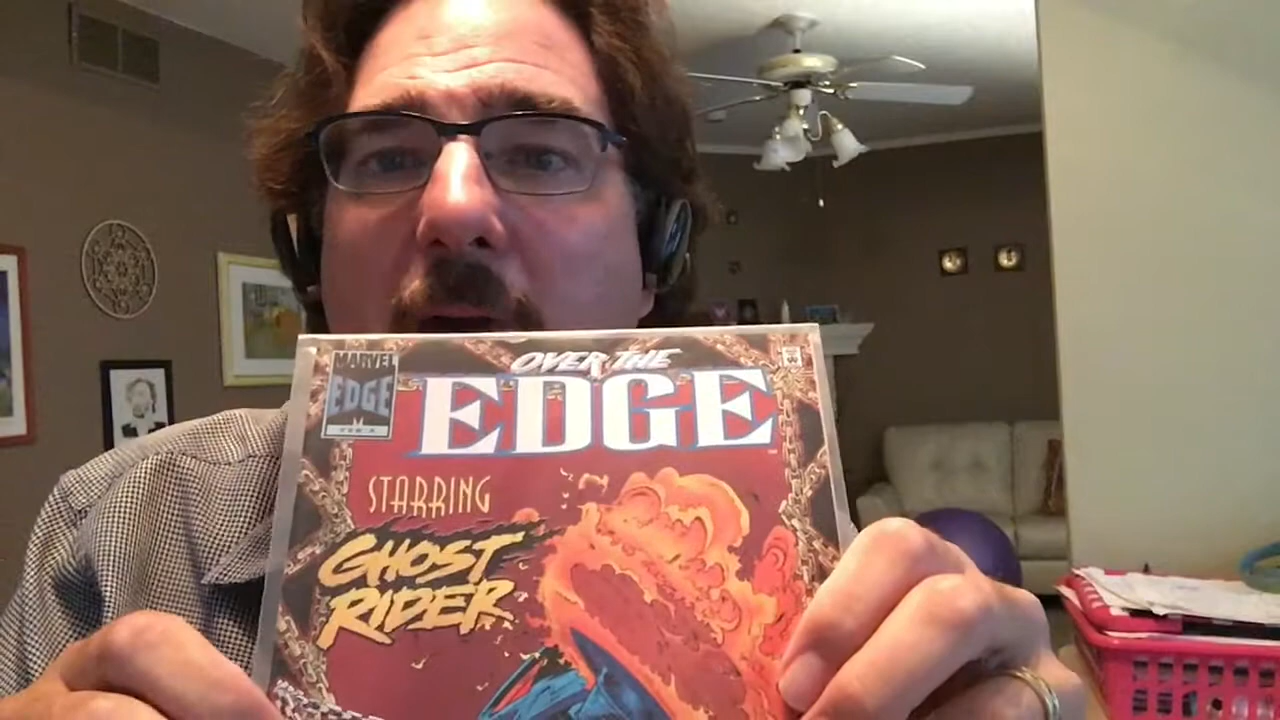 MARVEL
EDGE
OVER THE
EDGE
STARRING
GHOST
RIDER